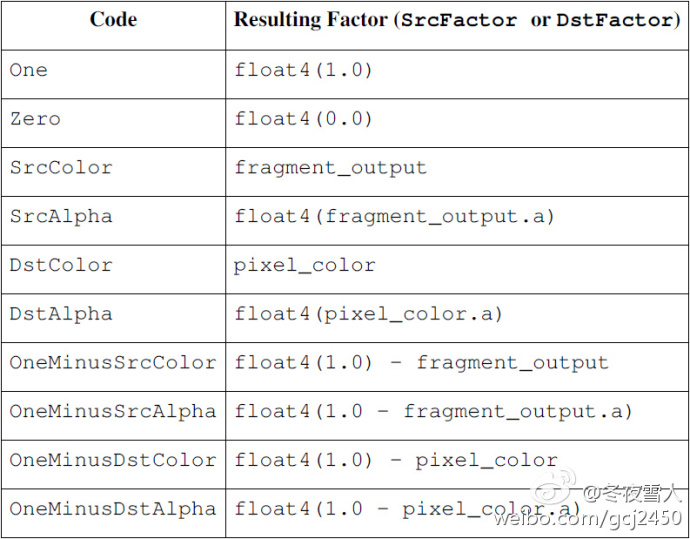 Code Resulting Factor (SrcFactor or DstFactor)
One float4(1.0)
Zero float4(0.0)
SrcColor fragment_output
SrcAlpha float4(fragment_output.a)
DstColor pixel_color
DstAlpha float4(pixel_color.a)
OneMinusSrcColor float4(1.0) - fragment_output
OneMinusSrcAlpha float4(1.0 - fragment_output.a)
OneMinusDstColor float4(1.0) - pixel_color
@冬夜雪人
OneMinusDstAlpha float4(1.0 - pixel_color.a)
weibo.com/gcj2450